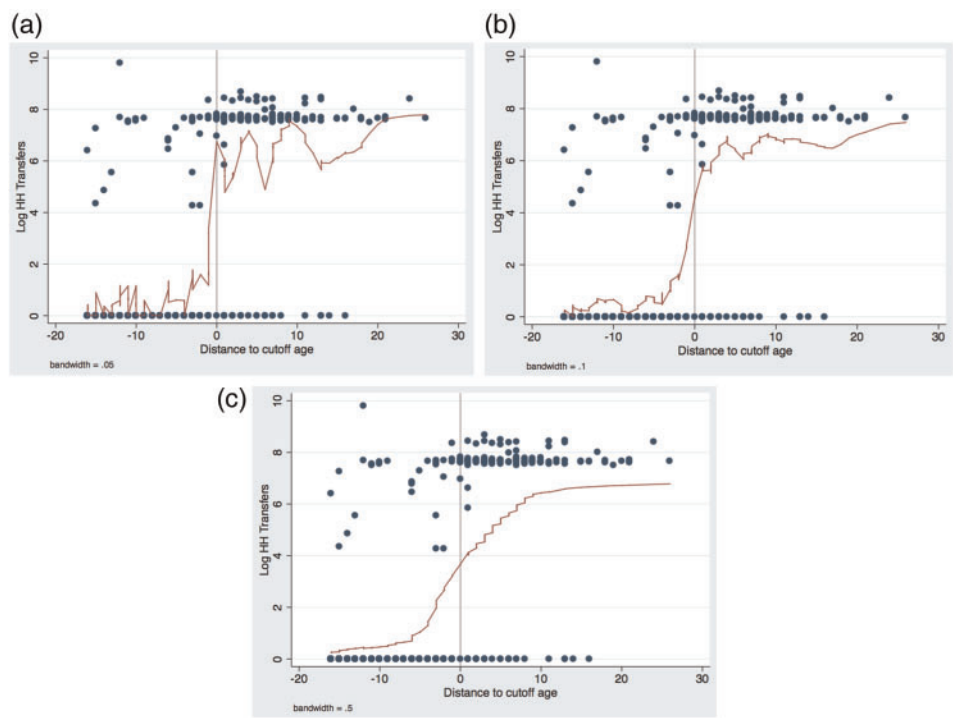 (a)
10
8
6
4
2
0
Log HH Transfers
-20 -10 0 10 20 30
Distance to cutoff age
bandwidth = .05
(b)
10
8
6
4
2
0
Log HH Transfers
-20 -10 0 10 20 30
Distance to cutoff age
bandwidth = .1
(c)
10
8
6
4
2
0
Log HH Transfers
-20 -10 0 10 20 30
Distance to cutoff age
bandwidth = .5